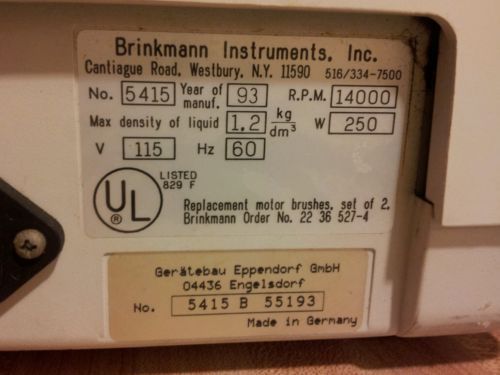 Brinkmann Instruments, Inc.
Cantiague Road, Westbury, N.Y. 11590 516/334-7500
No. 5415 Year of manuf. 93 R.P.M. 14000
Max density of liquid 1.2 kg/dm³ W 250
V 115 Hz 60
UL ® LISTED
829 F
Replacement motor brushes, set of 2,
Brinkmann Order No. 22 36 527-4
Gerätebau Eppendorf GmbH
04436 Engelsdorf
No. 5415 B 55193
Made in Germany